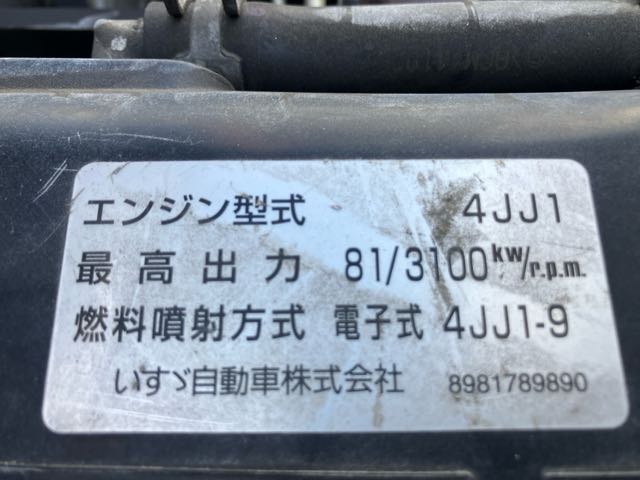 エンジン型式 4JJ1
最高出力 81/3100kw/r.p.m.
燃料噴射方式 電子式 4JJ1-9
いすゞ自動車株式会社 8981789890